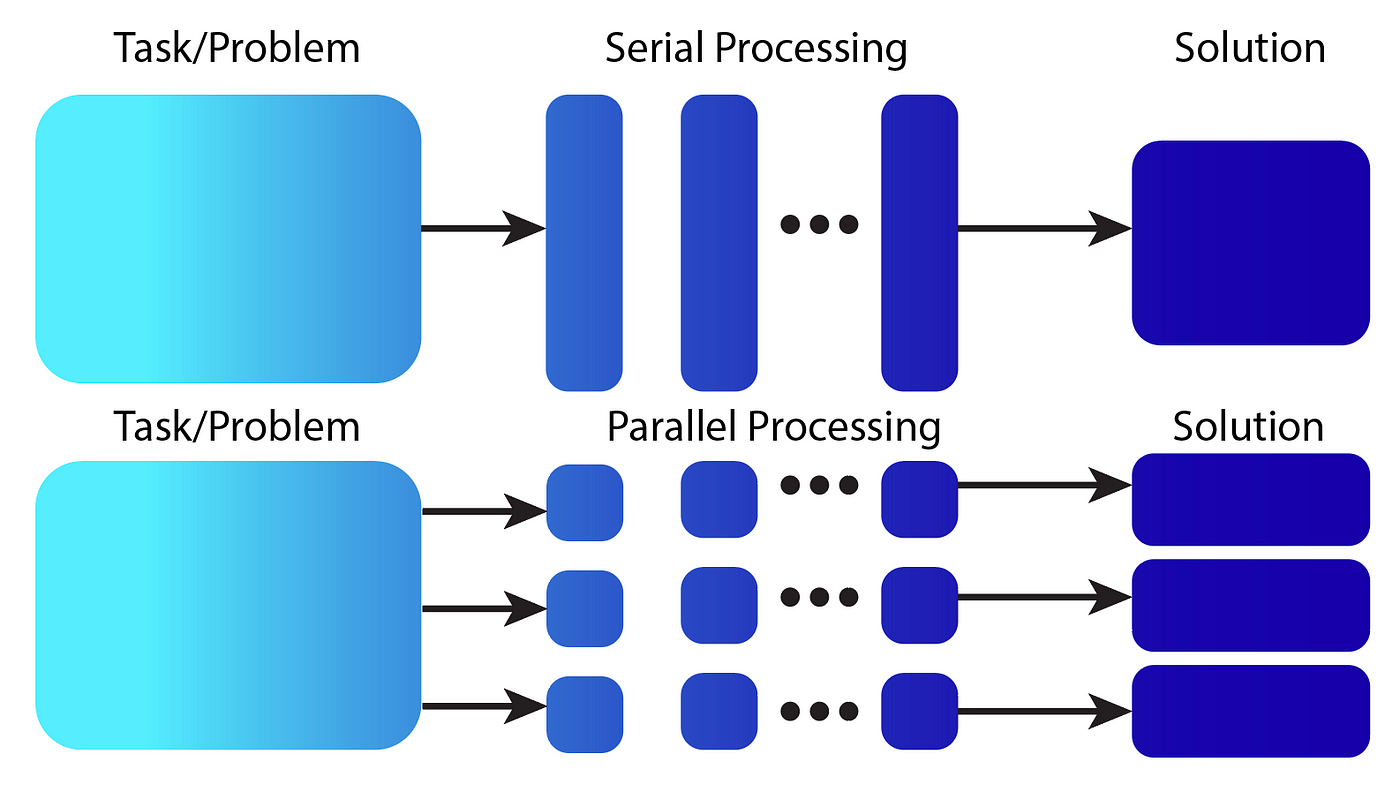 Task/Problem
Serial Processing
Solution
Task/Problem
Parallel Processing
Solution